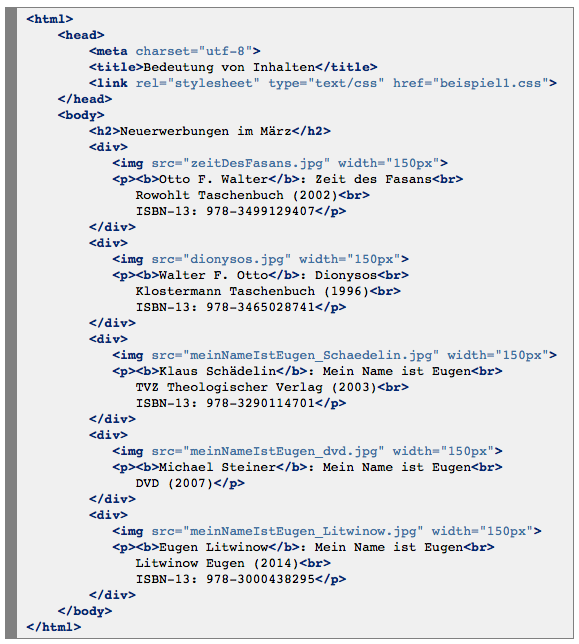 <html>
<head>
<meta charset="utf-8">
<title>Bedeutung von Inhalten</title>
<link rel="stylesheet" type="text/css" href="beispiel1.css">
</head>
<body>
<h2>Neuerwerbungen im März</h2>
<div>
<img src="zeitDesFasans.jpg" width="150px">
<p><b>Otto F. Walter</b>: Zeit des Fasans<br>
Rowohlt Taschenbuch (2002)<br>
ISBN-13: 978-3499129407</p>
</div>
<div>
<img src="dionysos.jpg" width="150px">
<p><b>Walter F. Otto</b>: Dionysos<br>
Klostermann Taschenbuch (1996)<br>
ISBN-13: 978-3465028741</p>
</div>
<div>
<img src="meinNameIstEugen_Schaedelin.jpg" width="150px">
<p><b>Klaus Schädelin</b>: Mein Name ist Eugen<br>
TVZ Theologischer Verlag (2003)<br>
ISBN-13: 978-3290114701</p>
</div>
<div>
<img src="meinNameIstEugen_dvd.jpg" width="150px">
<p><b>Michael Steiner</b>: Mein Name ist Eugen<br>
DVD (2007)</p>
</div>
<div>
<img src="meinNameIstEugen_Litwinow.jpg" width="150px">
<p><b>Eugen Litwinow</b>: Mein Name ist Eugen<br>
Litwinow Eugen (2014)<br>
ISBN-13: 978-3000438295</p>
</div>
</body>
</html>